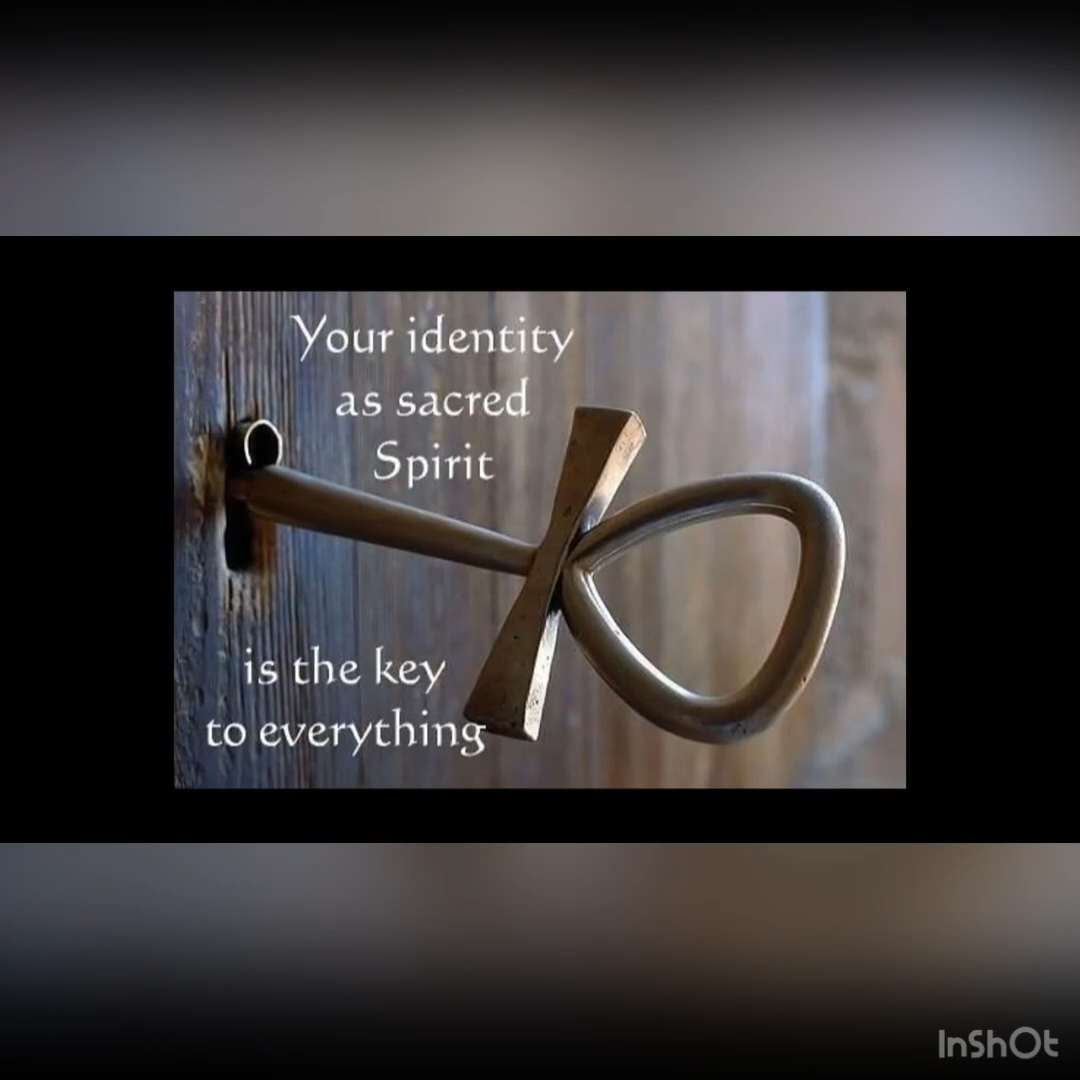 Your identity
as sacred
Spirit
is the key
to everything
InShOt